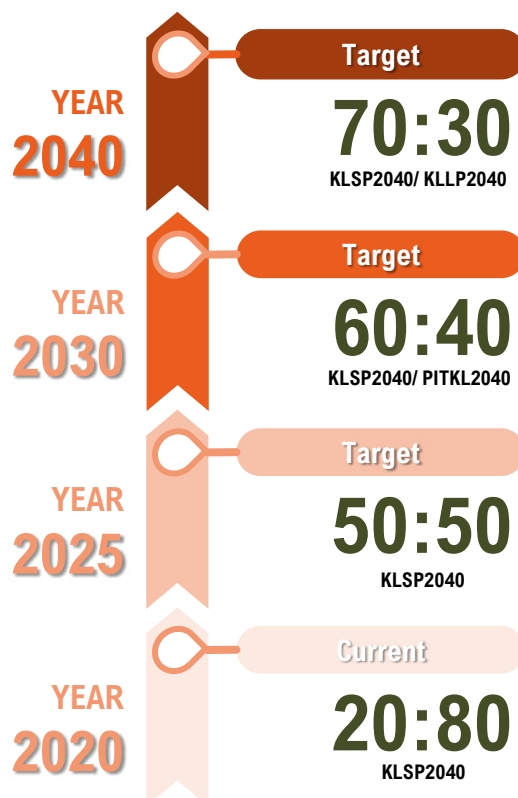 Target
YEAR
2040
70:30
KLSP2040/ KLLP2040
Target
YEAR
2030
60:40
KLSP2040/ PITKL2040
Target
YEAR
2025
50:50
KLSP2040
Current
YEAR
2020
20:80
KLSP2040